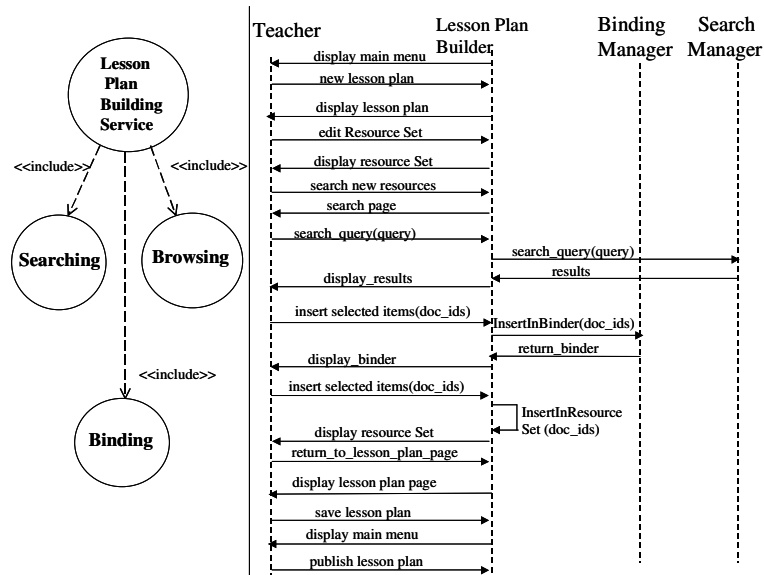 Lesson
Plan
Building
Service
<<include>>
<<include>>
Searching
Browsing
<<include>>
Binding
Teacher
Lesson Plan
Builder
Binding
Manager
Search
Manager
display main menu
new lesson plan
display lesson plan
edit Resource Set
display resource Set
search new resources
search page
search_query(query)
search_query(query)
results
display_results
insert selected items(doc_ids)
InsertInBinder(doc_ids)
return_binder
display_binder
insert selected items(doc_ids)
InsertInResource
Set (doc_ids)
display resource Set
return_to_lesson_plan_page
display lesson plan page
save lesson plan
display main menu
publish lesson plan